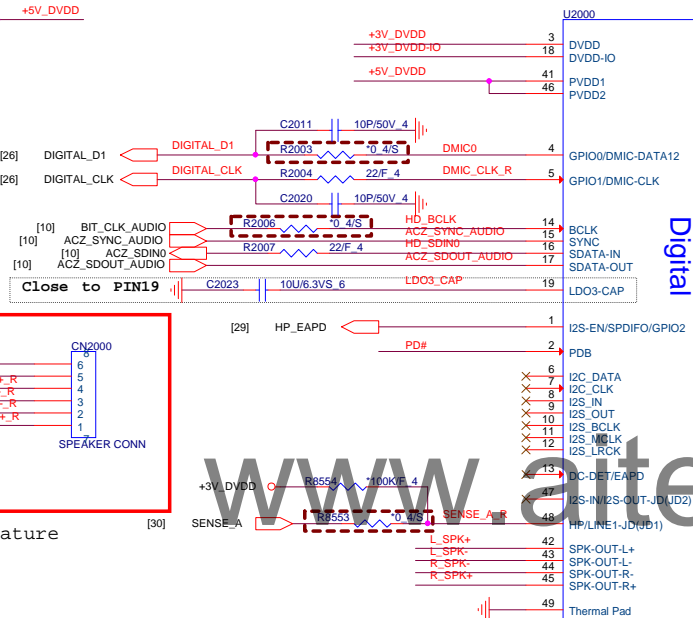 +5V_DVDD
U2000
+3V_DVDD
3 DVDD
+3V_DVDD-IO
18 DVDD-IO
+5V_DVDD
41 PVDD1
46 PVDD2
C2011 10P/50V_4
[26] DIGITAL_D1 DIGITAL_D1 R2003 *0_4/S DMIC0 4 GPIO0/DMIC-DATA12
[26] DIGITAL_CLK DIGITAL_CLK R2004 22/F_4 DMIC_CLK_R 5 GPIO1/DMIC-CLK
C2020 10P/50V_4
[10] BIT_CLK_AUDIO R2006 *0_4/S HD_BCLK 14 BCLK
[10] ACZ_SYNC_AUDIO ACZ_SYNC_AUDIO 15 SYNC
[10] ACZ_SDIN0 R2007 22/F_4 HD_SDIN0 16 SDATA-IN
[10] ACZ_SDOUT_AUDIO ACZ_SDOUT_AUDIO 17 SDATA-OUT
Digital
Close to PIN19 C2023 10U/6.3VS_6 LDO3_CAP 19 LDO3-CAP
[29] HP_EAPD 1 I2S-EN/SPDIFO/GPIO2
PD# 2 PDB
CN2000
8
6
+_R 5
_R 4
-_R 3
+_R 2
1
7
SPEAKER CONN
6 I2C_DATA
7 I2C_CLK
8 I2S_IN
9 I2S_OUT
10 I2S_BCLK
11 I2S_MCLK
12 I2S_LRCK
13 DC-DET/EAPD
www.aite
+3V_DVDD R8554 *100K/F_4
47 I2S-IN/I2S-OUT-JD(JD2)
ature
[30] SENSE_A R8553 *0_4/S SENSE_A_R 48 HP/LINE1-JD(JD1)
L_SPK+ 42 SPK-OUT-L+
L_SPK- 43 SPK-OUT-L-
R_SPK- 44 SPK-OUT-R-
R_SPK+ 45 SPK-OUT-R+
49 Thermal Pad